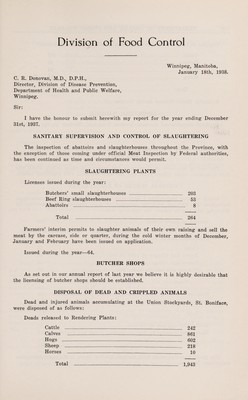 Division of Food Control
Winnipeg, Manitoba,
January 18th, 1938.
C. R. Donovan, M.D., D.P.H.,
Director, Division of Disease Prevention,
Department of Health and Public Welfare,
Winnipeg.
Sir:
I have the honour to submit herewith my report for the year ending December
31st, 1937.
SANITARY SUPERVISION AND CONTROL OF SLAUGHTERING
The inspection of abattoirs and slaughterhouses throughout the Province, with
the exception of those coming under official Meat Inspection by Federal authorities,
has been continued as time and circumstances would permit.
SLAUGHTERING PLANTS
Licenses issued during the year:
Butchers' small slaughterhouses 203
Beef Ring slaughterhouses 53
Abattoirs 8
Total 264
Farmers' interim permits to slaughter animals of their own raising and sell the
meat by the carcase, side or quarter, during the cold winter months of December,
January and February have been issued on application.
Issued during the year—64.
BUTCHER SHOPS
As set out in our annual report of last year we believe it is highly desirable that
the licensing of butcher shops should be established.
DISPOSAL OF DEAD AND CRIPPLED ANIMALS
Dead and injured animals accumulating at the Union Stockyards, St. Boniface,
were disposed of as follows:
Deads released to Rendering Plants:
Cattle 242
Calves 861
Hogs 602
Sheep 219
Horses 19
Total 1,943